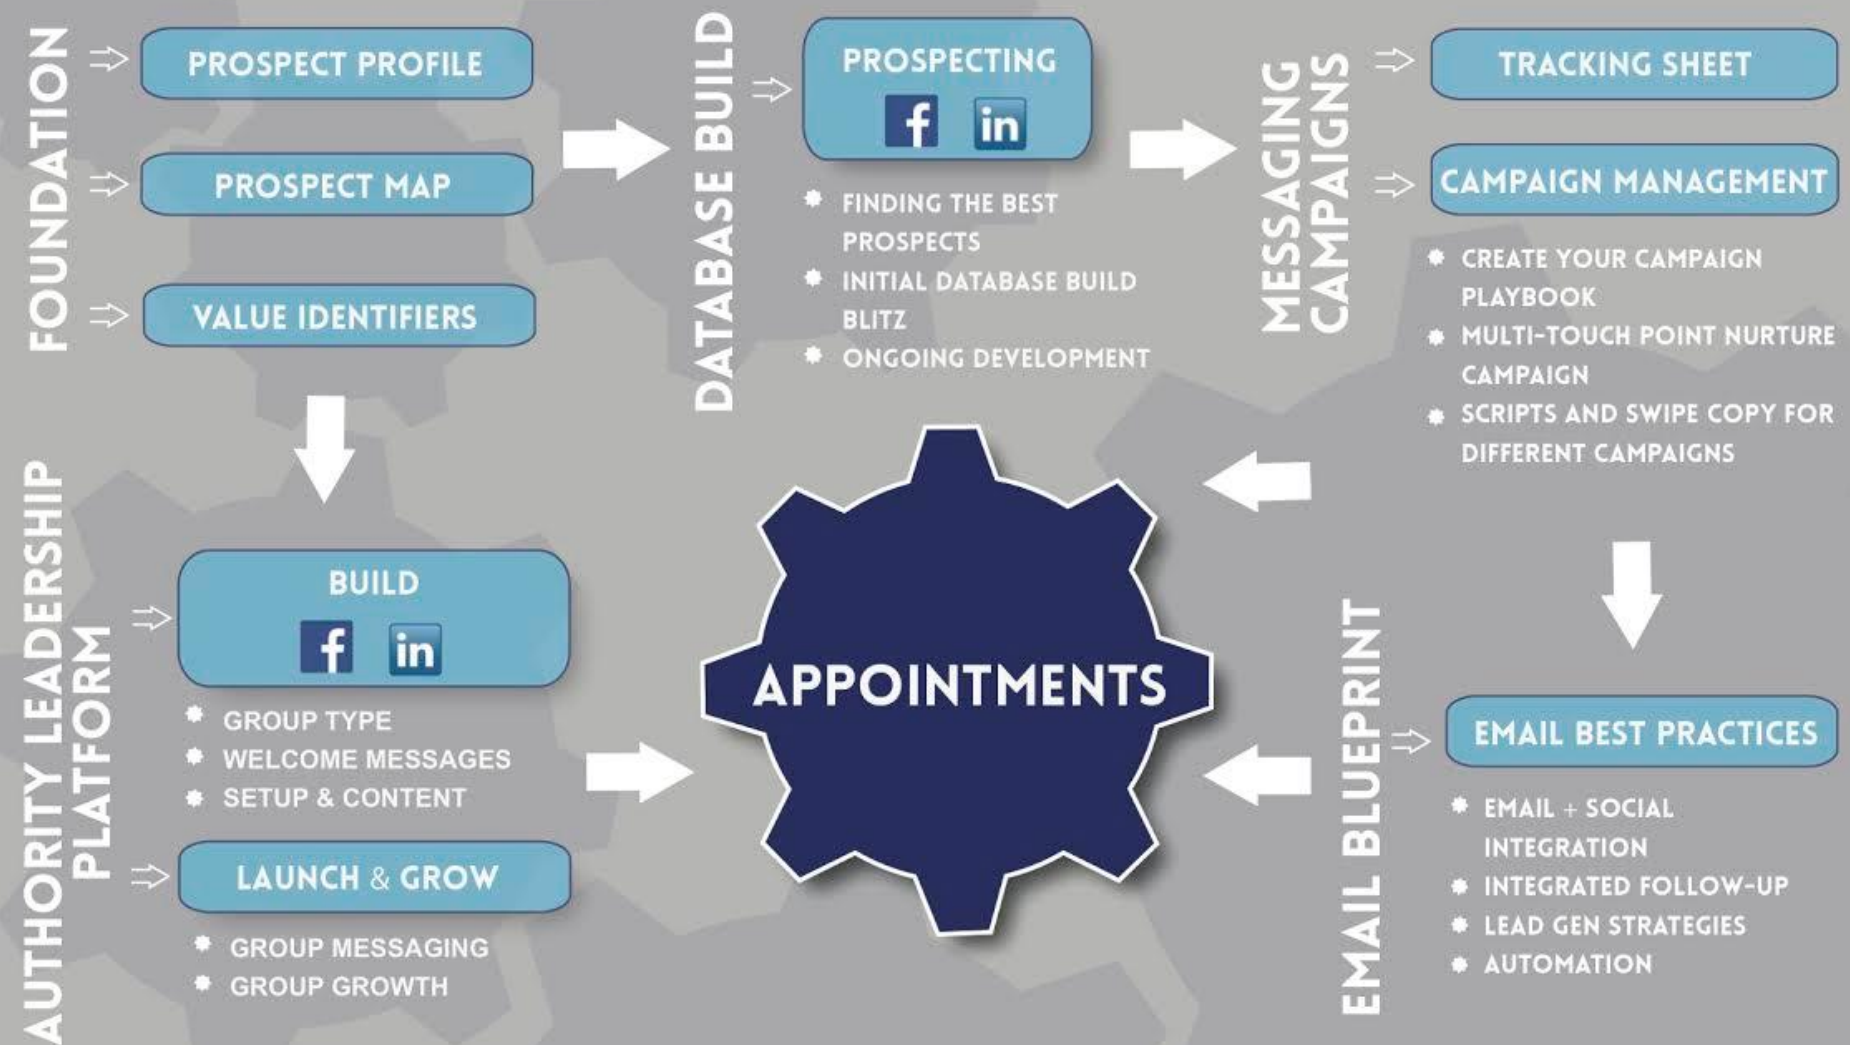 FOUNDATION
PROSPECT PROFILE
PROSPECT MAP
VALUE IDENTIFIERS
DATABASE BUILD
PROSPECTING
f in
FINDING THE BEST
PROSPECTS
INITIAL DATABASE BUILD
BLITZ
ONGOING DEVELOPMENT
MESSAGING
CAMPAIGNS
TRACKING SHEET
CAMPAIGN MANAGEMENT
CREATE YOUR CAMPAIGN
PLAYBOOK
MULTI-TOUCH POINT NURTURE
CAMPAIGN
SCRIPTS AND SWIPE COPY FOR
DIFFERENT CAMPAIGNS
AUTHORITY LEADERSHIP
PLATFORM
BUILD
f in
GROUP TYPE
WELCOME MESSAGES
SETUP & CONTENT
LAUNCH & GROW
GROUP MESSAGING
GROUP GROWTH
APPOINTMENTS
EMAIL BLUEPRINT
EMAIL BEST PRACTICES
EMAIL + SOCIAL
INTEGRATION
INTEGRATED FOLLOW-UP
LEAD GEN STRATEGIES
AUTOMATION